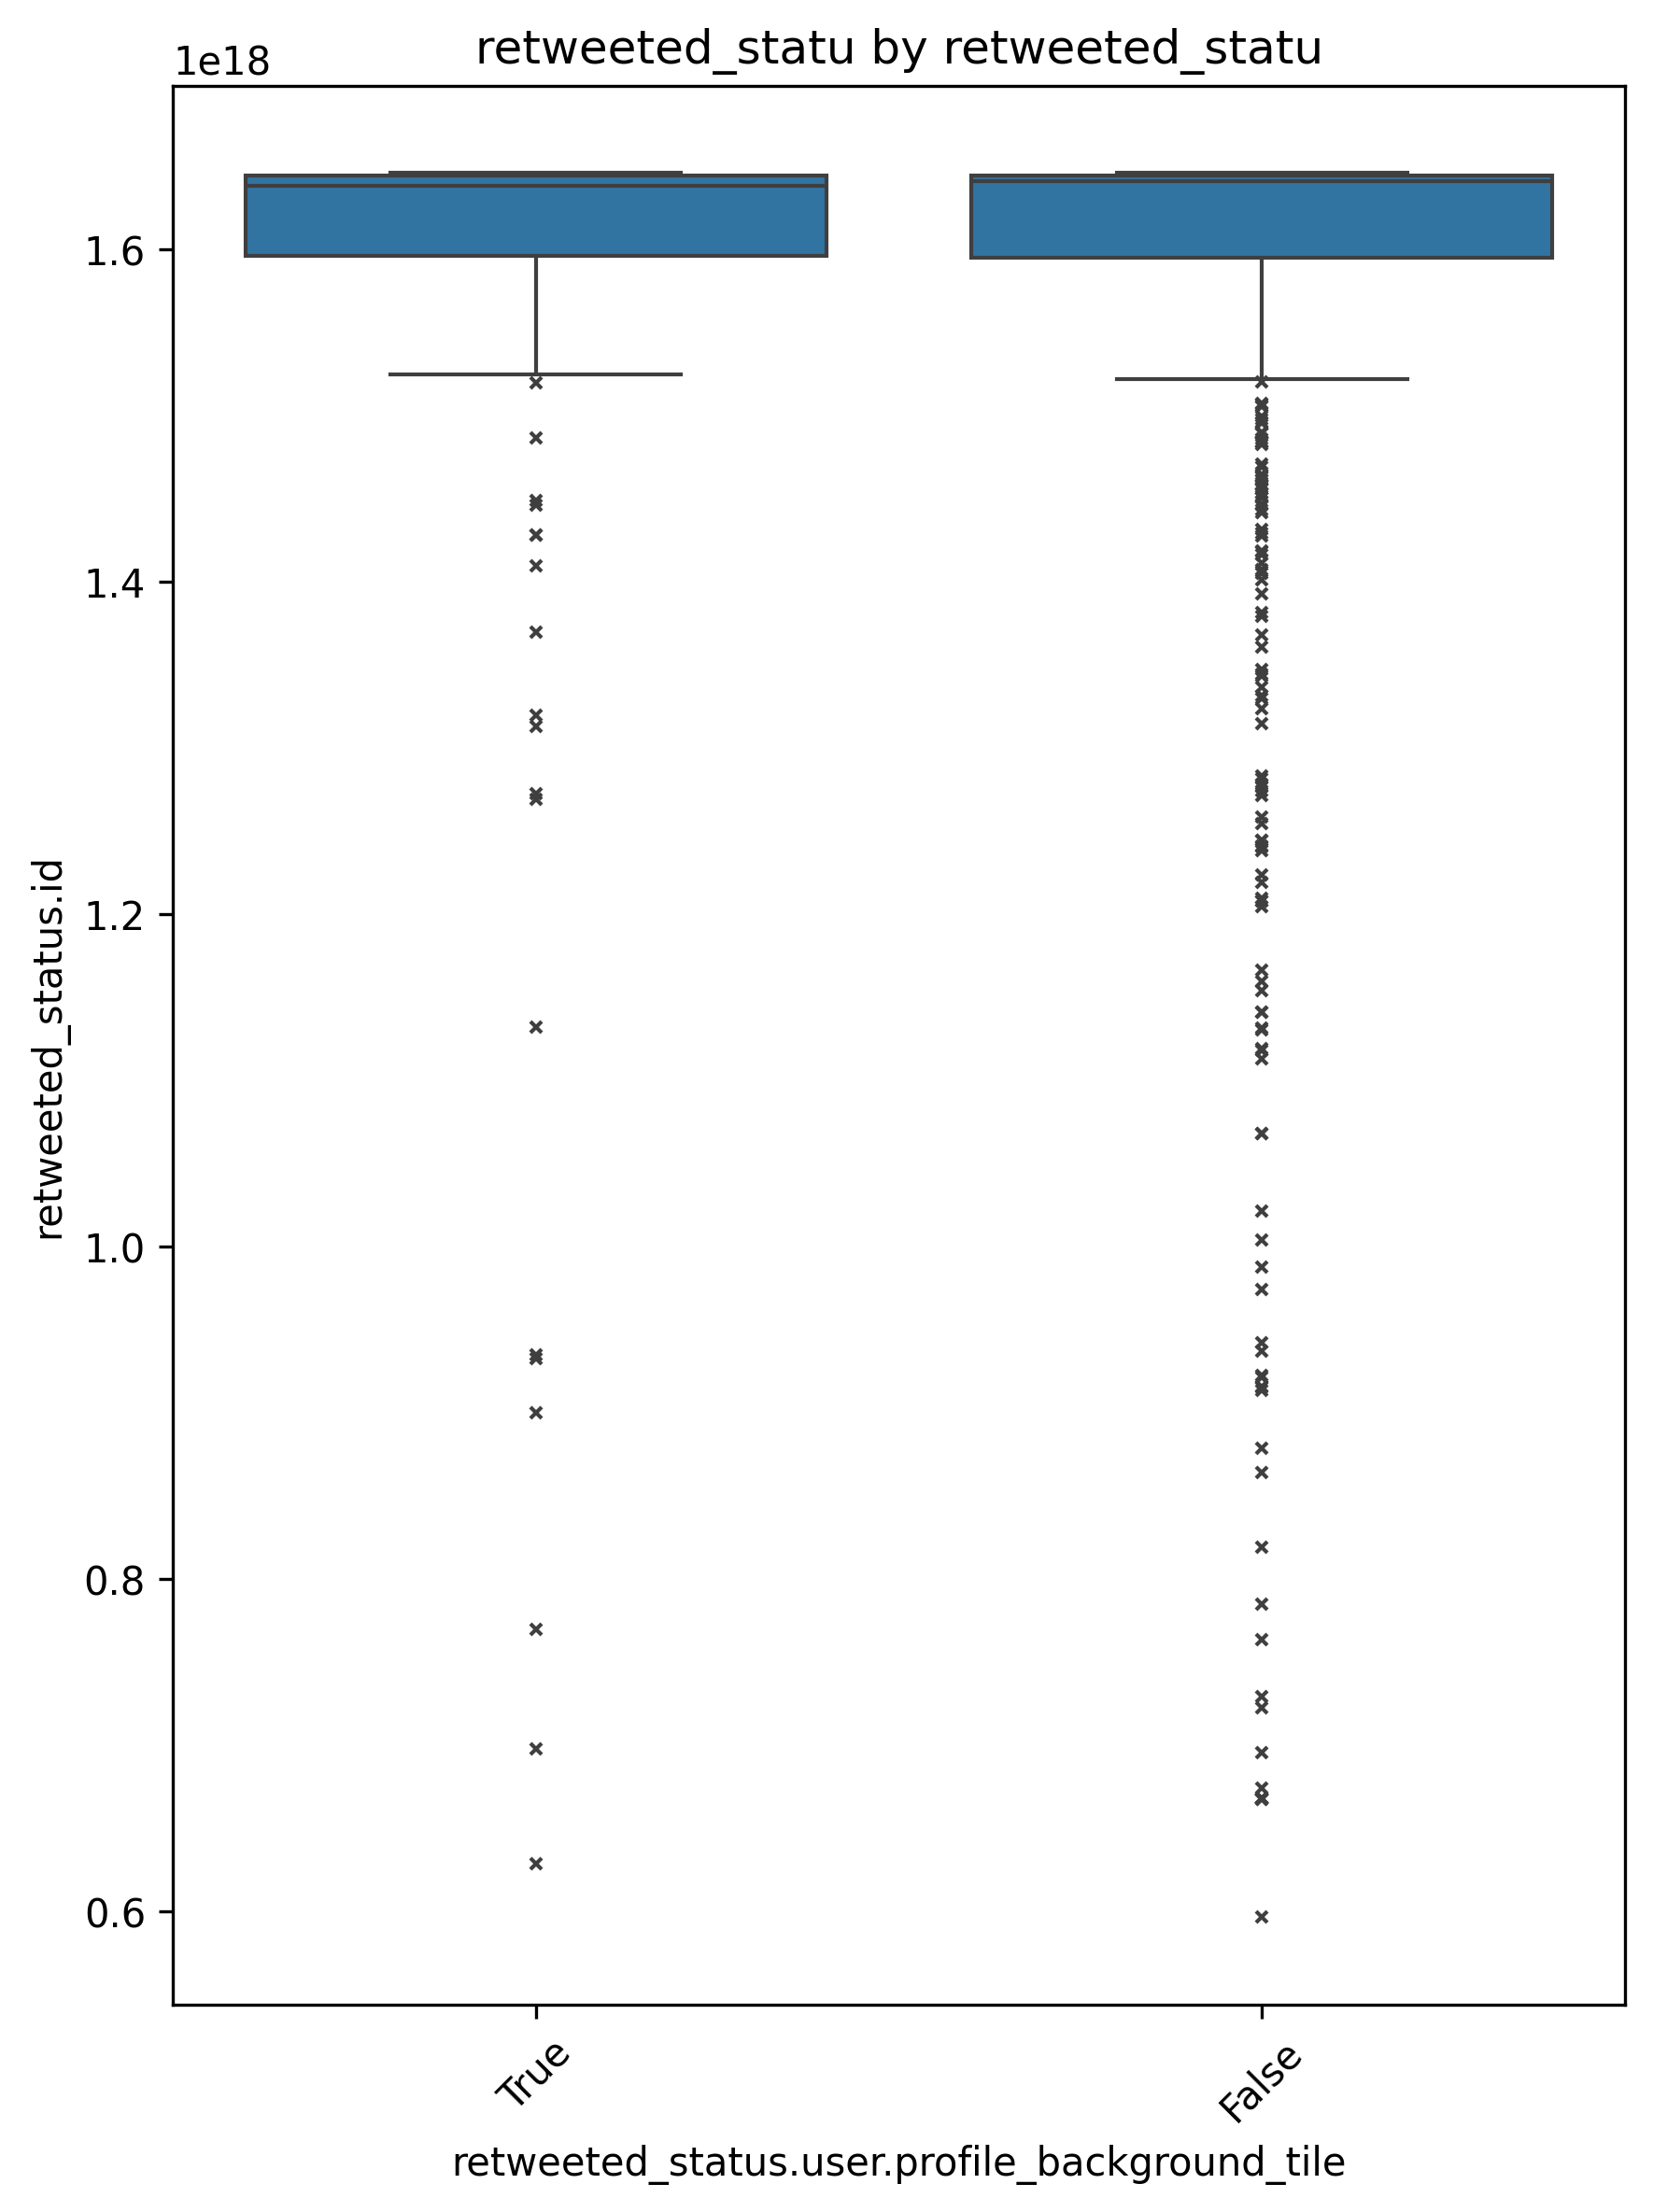 retweeted_statu by retweeted_statu
1e18
1.6
1.4
1.2
1.0
0.8
0.6
retweeted_status.id
True
False
retweeted_status.user.profile_background_tile